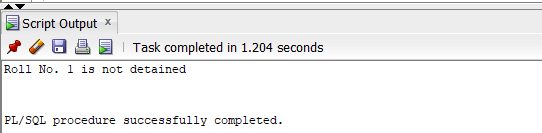 Script Output x
Task completed in 1.204 seconds
Roll No. 1 is not detained
PL/SQL procedure successfully completed.